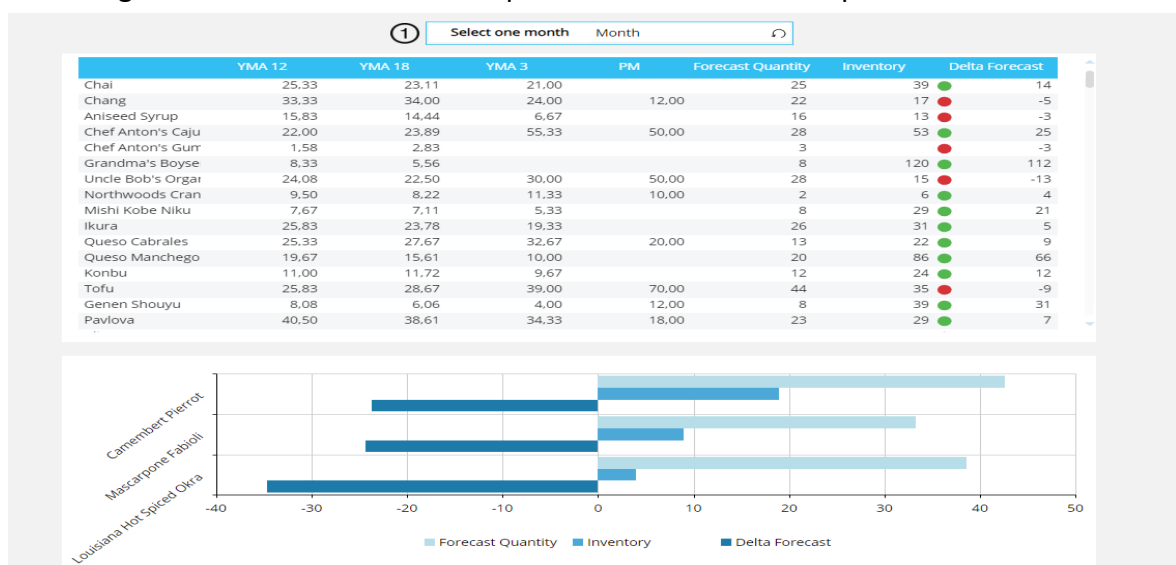 1 Select one month Month
YMA 12 YMA 18 YMA 3 PM Forecast Quantity Inventory Delta Forecast
Chai 25,33 23,11 21,00 25 39 14
Chang 33,33 34,00 24,00 12,00 22 17 -5
Aniseed Syrup 15,83 14,44 6,67 16 13 -3
Chef Anton's Caju 22,00 23,89 55,33 50,00 28 53 25
Chef Anton's Gum 1,58 2,83 3 -3
Grandma's Boyse 8,33 5,56 8 120 112
Uncle Bob's Organ 24,08 22,50 30,00 50,00 28 15 -13
Northwoods Cran 9,50 8,22 11,33 10,00 2 6 4
Mishi Kobe Niku 7,67 7,11 5,33 8 29 21
Ikura 25,83 23,78 19,33 26 31 5
Queso Cabrales 25,33 27,67 32,67 20,00 13 22 9
Queso Manchego 19,67 15,61 10,00 20 86 66
Konbu 11,00 11,72 9,67 12 24 12
Tofu 25,83 28,67 39,00 70,00 44 35 -9
Genen Shouyu 8,08 6,06 4,00 12,00 8 39 31
Pavlova 40,50 38,61 34,33 18,00 23 29 7
Camembert Pierrot
Mascarpone Fabioli
Louisiana Hot Spiced Okra
-40 -30 -20 -10 0 10 20 30 40 50
Forecast Quantity Inventory Delta Forecast